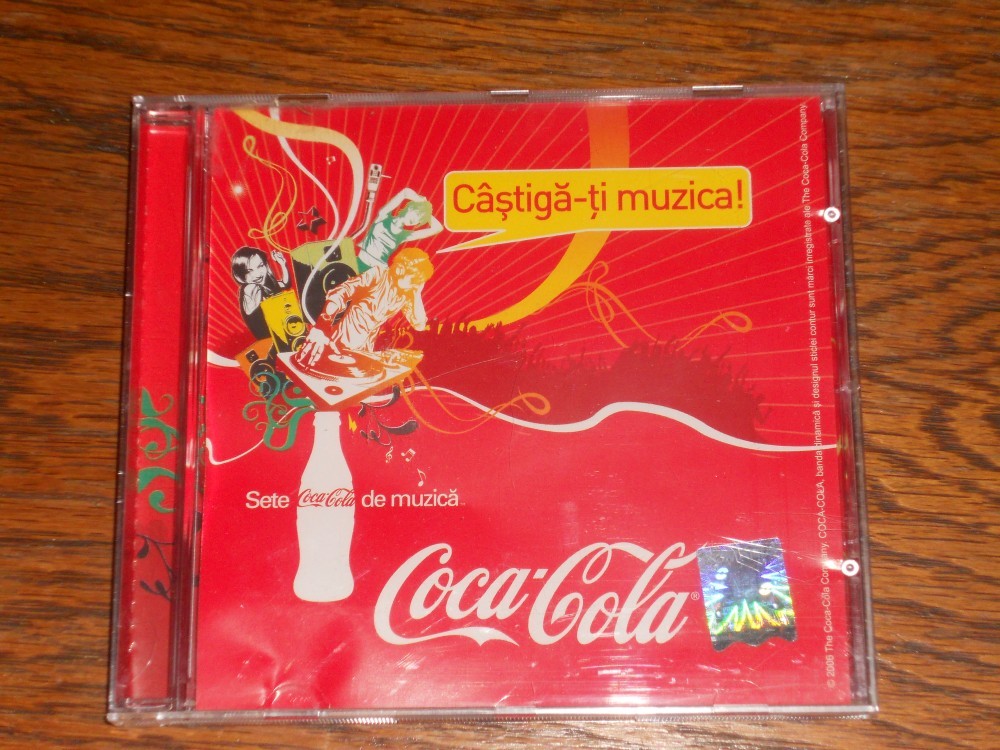 Câştigă-ţi muzica!
Sete Coca-Cola de muzică™
Coca-Cola®
© 2006 The Coca-Cola Company. COCA-COLA, banda dinamică şi designul sticlei contur sunt mărci înregistrate ale The Coca-Cola Company